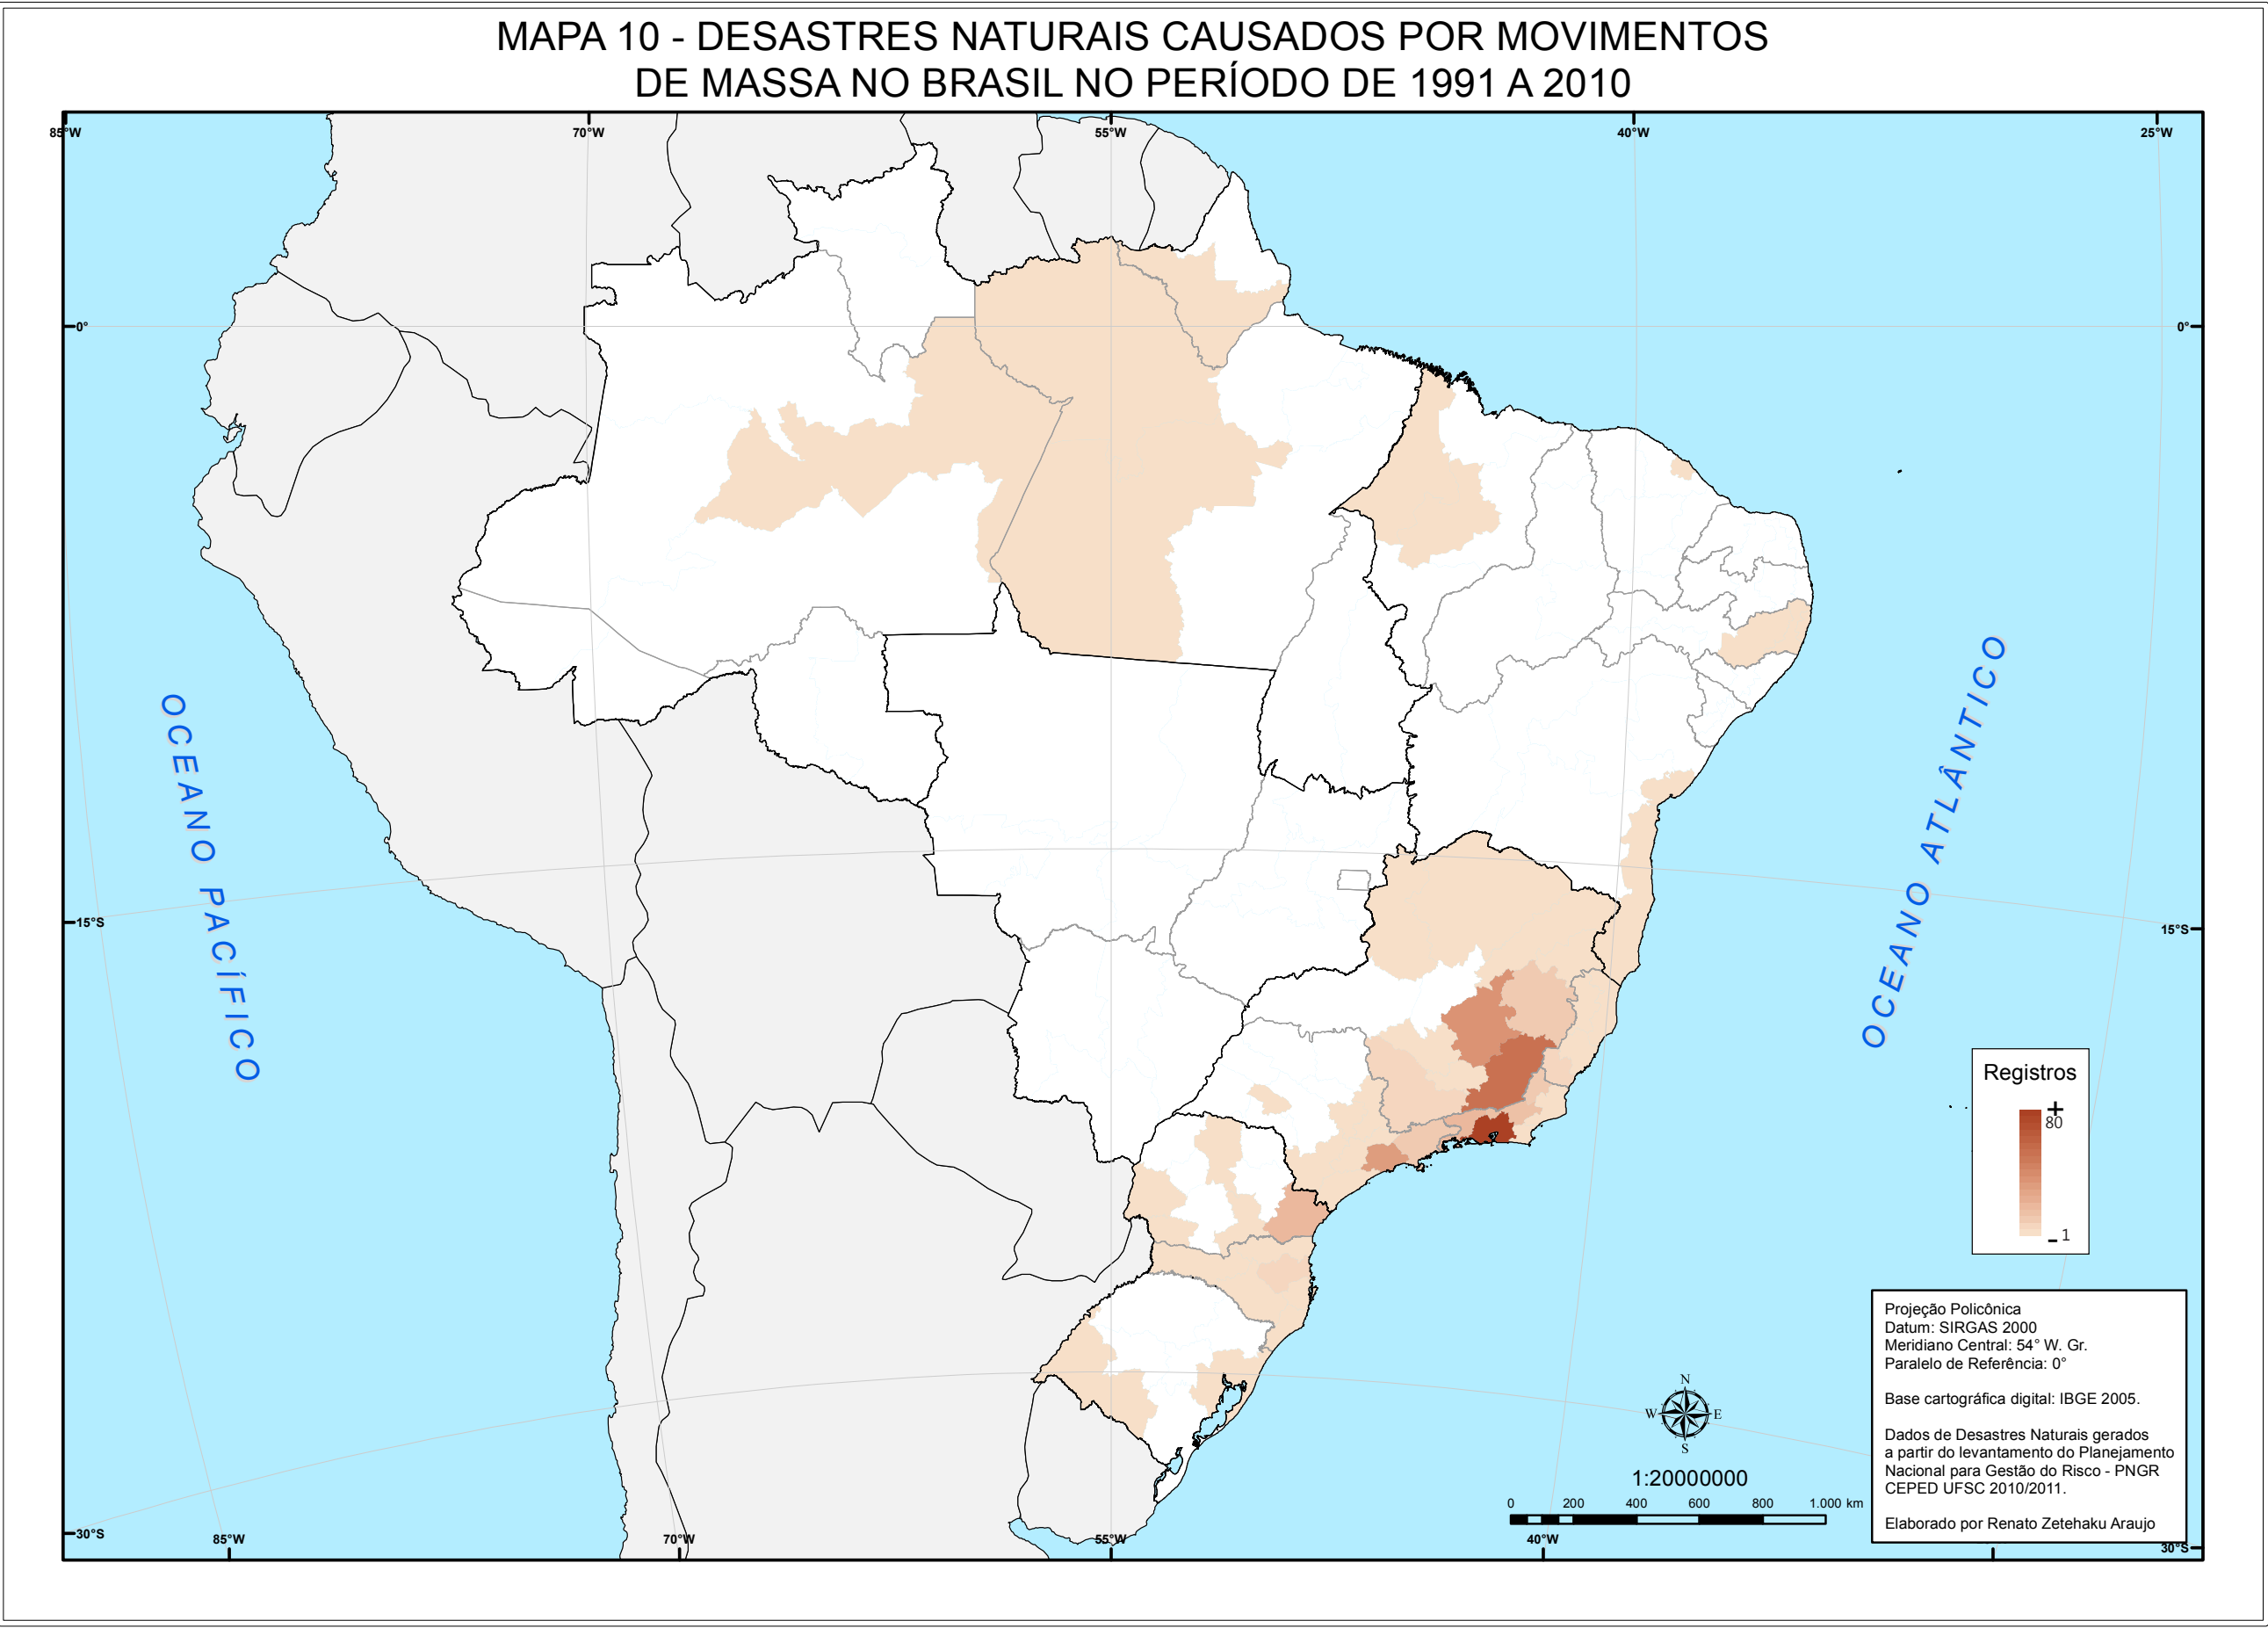 MAPA 10 - DESASTRES NATURAIS CAUSADOS POR MOVIMENTOS
DE MASSA NO BRASIL NO PERÍODO DE 1991 A 2010
85°W
70°W
55°W
40°W
25°W
0°
0°
OCEANO PACÍFICO
OCEANO ATLÂNTICO
15°S
15°S
Registros
+
80
- 1
Projeção Policônica
Datum: SIRGAS 2000
Meridiano Central: 54° W. Gr.
Paralelo de Referência: 0°
Base cartográfica digital: IBGE 2005.
Dados de Desastres Naturais gerados
a partir do levantamento do Planejamento
Nacional para Gestão do Risco - PNGR
CEPED UFSC 2010/2011.
Elaborado por Renato Zetehaku Araujo
N
W
E
S
1:20000000
0 200 400 600 800 1.000 km
30°S
30°S
85°W
70°W
55°W
40°W